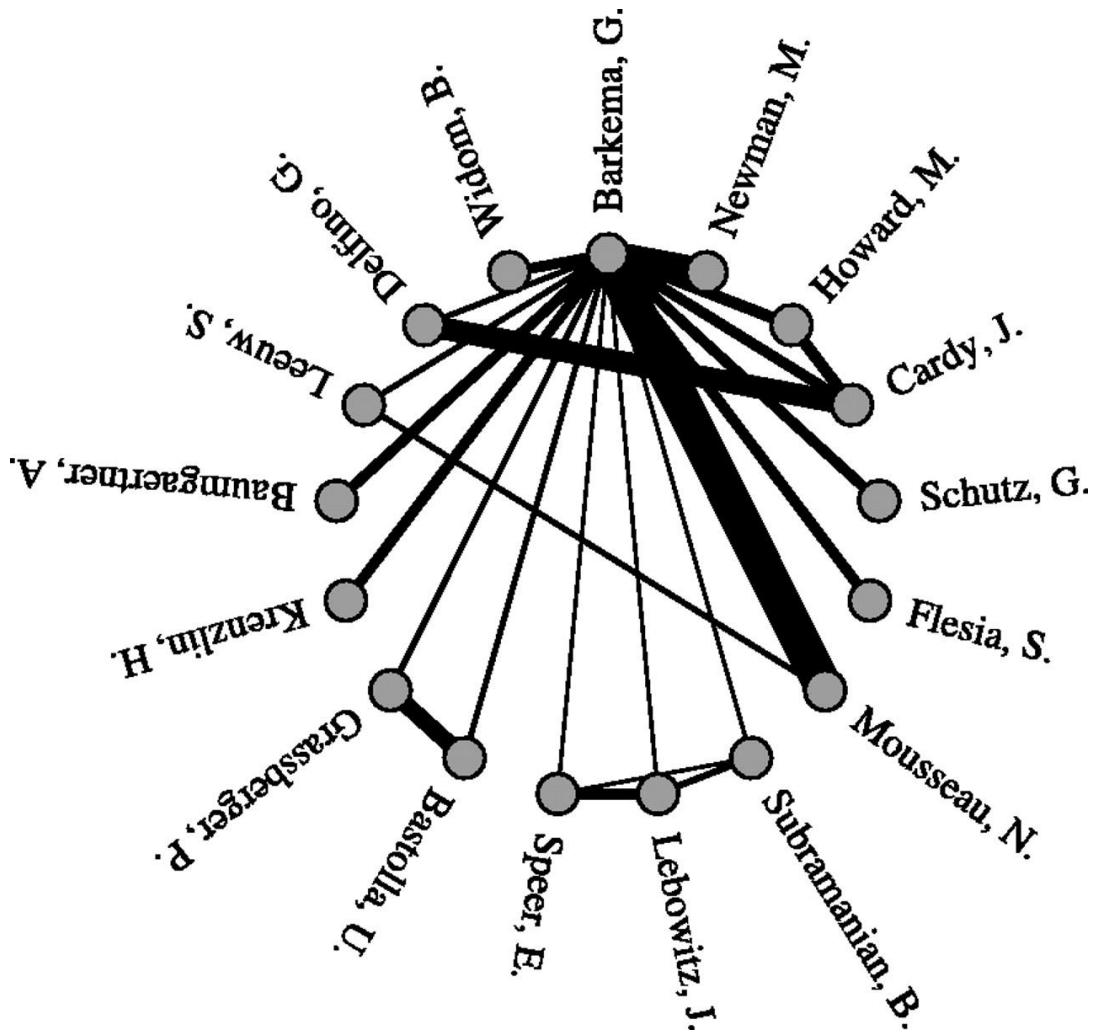 Barkema, G.
Newman, M.
Howard, M.
Cardy, J.
Schutz, G.
Flesia, S.
Mousseau, N.
Subramanian, B.
Lebowitz, J.
Speer, E.
Bastolla, U.
Grassberger, P.
Krenzlin, H.
Baumgaertner, A.
Leeuw, S.
Delfino, G.
Widom, B.